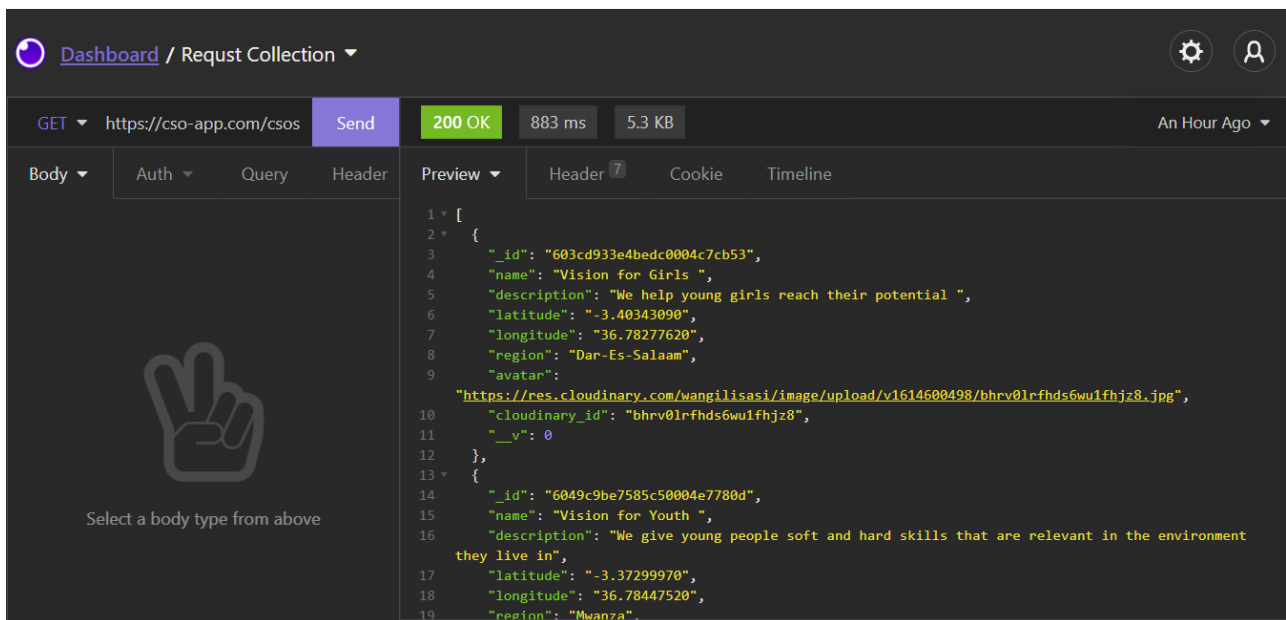 Dashboard / Requst Collection
GET https://cso-app.com/csos Send 200 OK 883 ms 5.3 KB An Hour Ago
Body Auth Query Header Preview Header 7 Cookie Timeline
1 [
2 {
3 "_id": "603cd933e4bedc0004c7cb53",
4 "name": "Vision for Girls ",
5 "description": "We help young girls reach their potential ",
6 "latitude": "-3.40343090",
7 "longitude": "36.78277620",
8 "region": "Dar-Es-Salaam",
9 "avatar":
"https://res.cloudinary.com/wangilisasi/image/upload/v1614600498/bhrv0lrfhds6wu1fhjz8.jpg",
10 "cloudinary_id": "bhrv0lrfhds6wu1fhjz8",
11 "__v": 0
12 },
13 {
14 "_id": "6049c9be7585c50004e7780d",
15 "name": "Vision for Youth ",
16 "description": "We give young people soft and hard skills that are relevant in the environment
they live in",
17 "latitude": "-3.37299970",
18 "longitude": "36.78447520",
19 "region": "Mwanza",
Select a body type from above